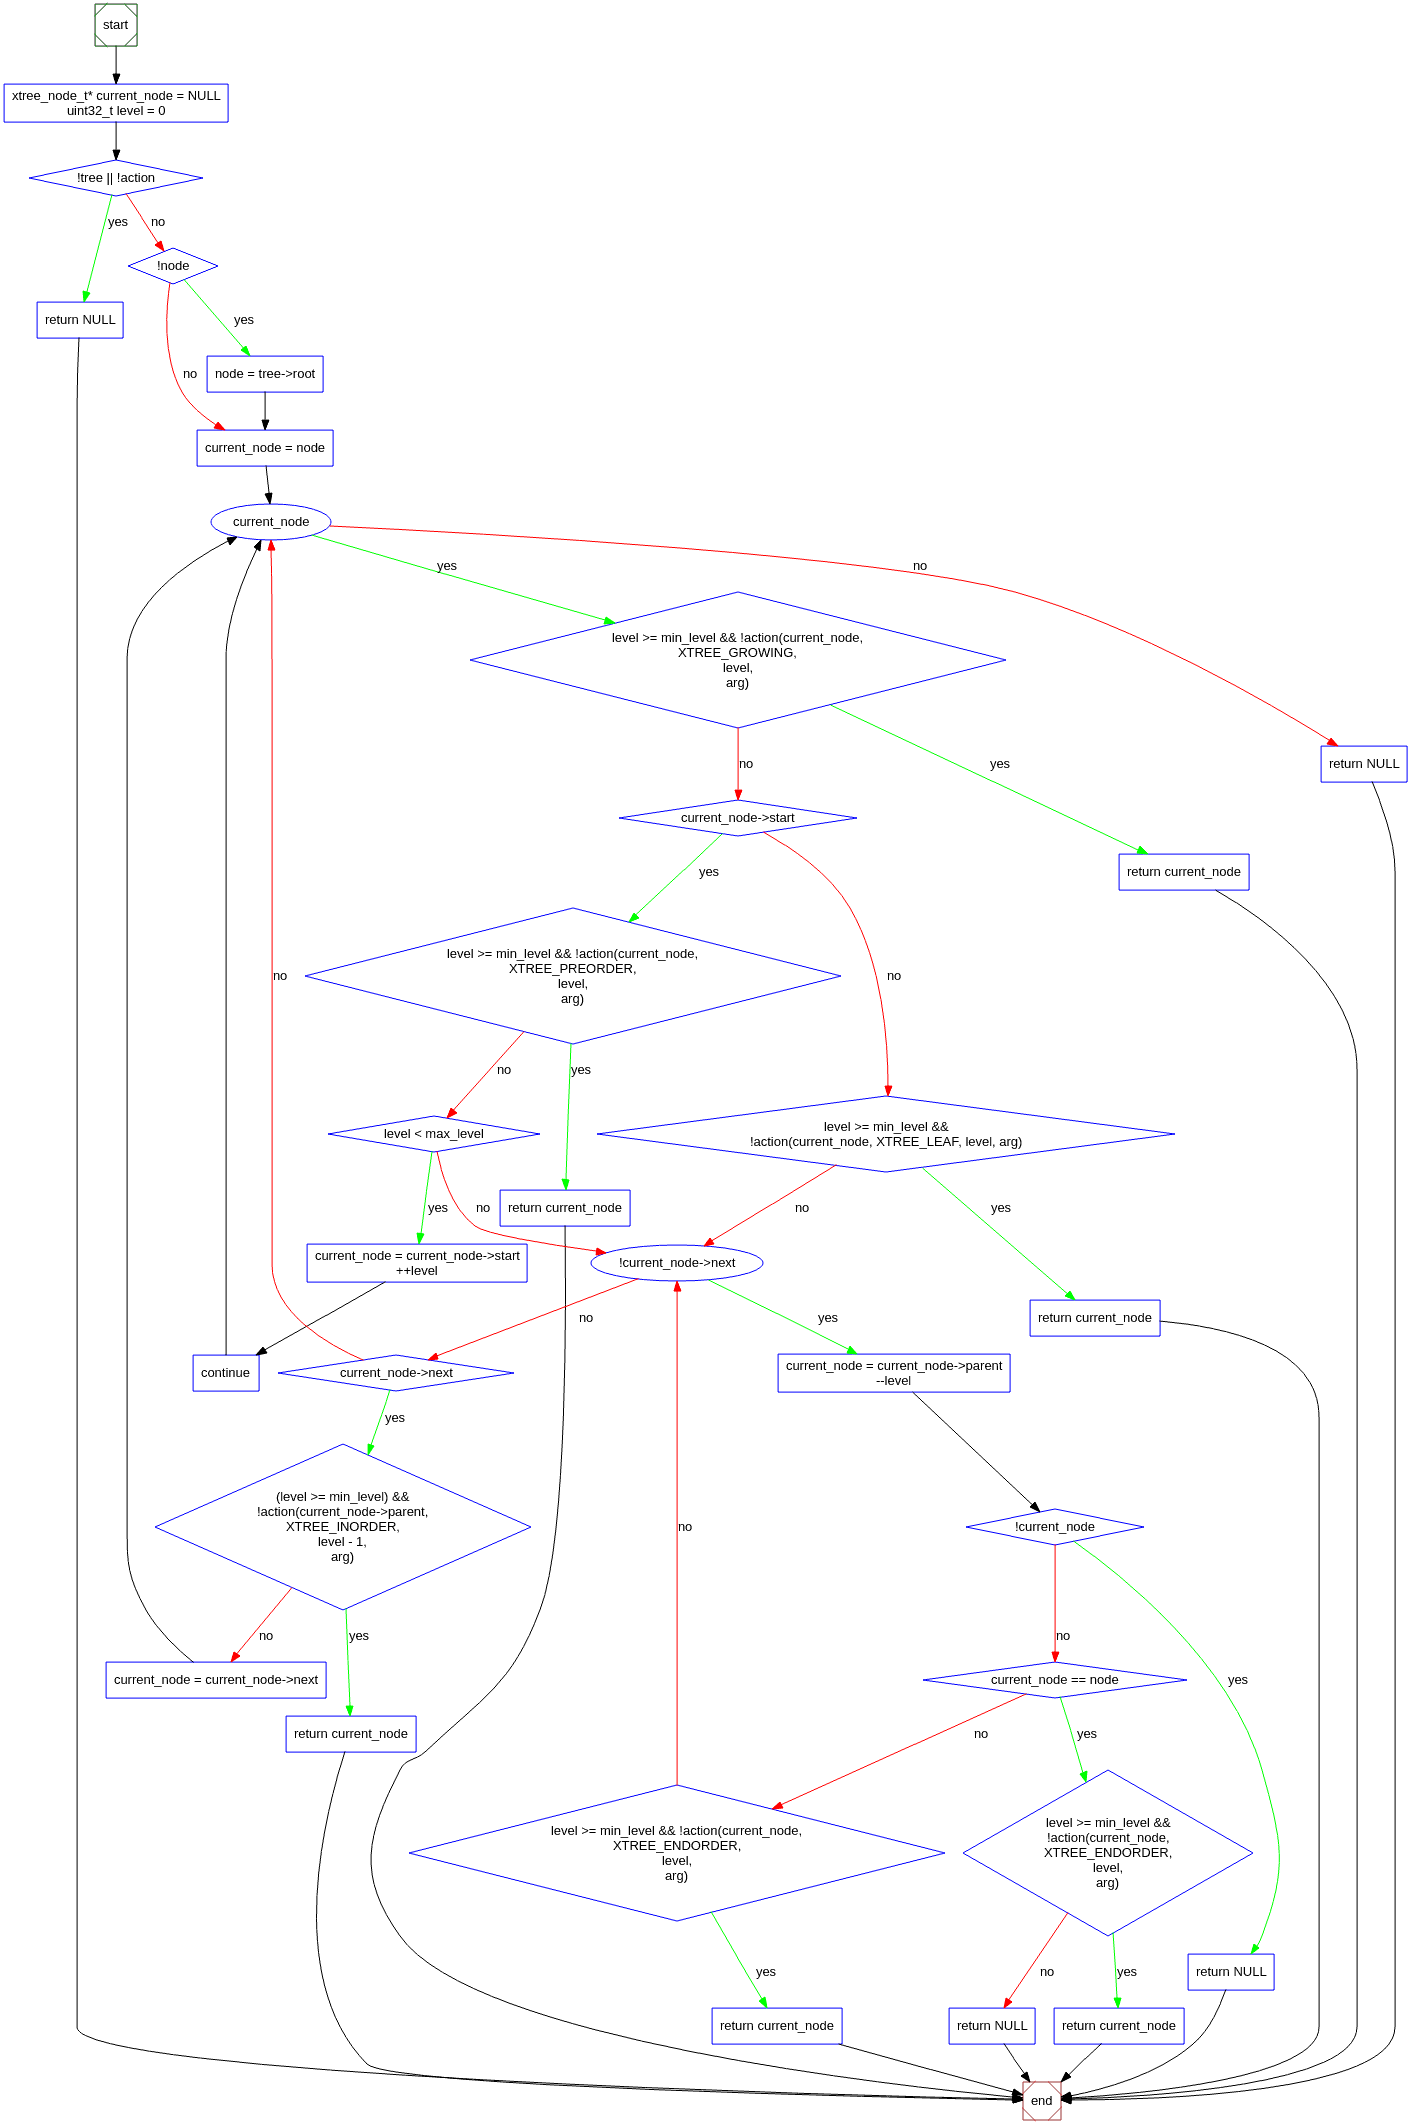 start
xtree_node_t* current_node = NULL
uint32_t level = 0
!tree || !action
yes
no
!node
yes
return NULL
no
node = tree->root
current_node = node
current_node
yes
no
level >= min_level && !action(current_node,
XTREE_GROWING,
level,
arg)
no
yes
return NULL
current_node->start
yes
return current_node
level >= min_level && !action(current_node,
XTREE_PREORDER,
level,
arg)
no
no
no
yes
level < max_level
level >= min_level &&
!action(current_node, XTREE_LEAF, level, arg)
yes
no
return current_node
no
yes
current_node = current_node->start
++level
!current_node->next
no
yes
return current_node
continue
current_node->next
current_node = current_node->parent
--level
yes
(level >= min_level) &&
!action(current_node->parent,
XTREE_INORDER,
level - 1,
arg)
no
!current_node
no
yes
no
yes
current_node = current_node->next
current_node == node
return current_node
no
yes
level >= min_level && !action(current_node,
XTREE_ENDORDER,
level,
arg)
level >= min_level &&
!action(current_node,
XTREE_ENDORDER,
level,
arg)
yes
no
yes
return NULL
return current_node
return NULL
return current_node
end